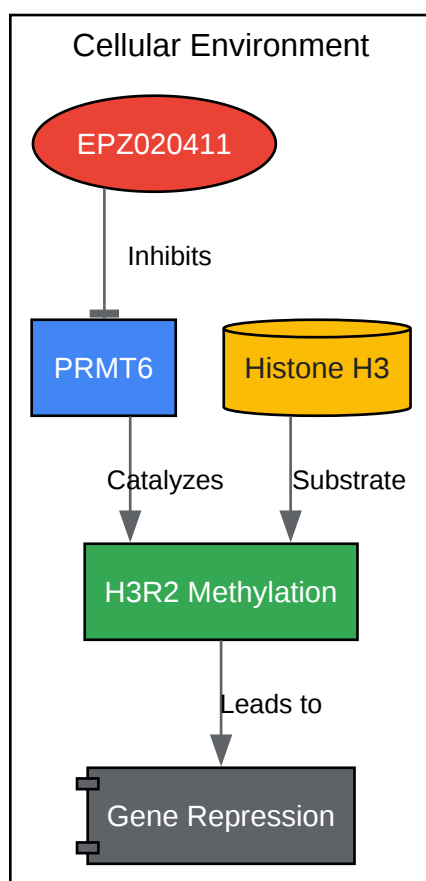 Cellular Environment
EPZ020411
Inhibits
PRMT6
Histone H3
Catalyzes
Substrate
H3R2 Methylation
Leads to
Gene Repression